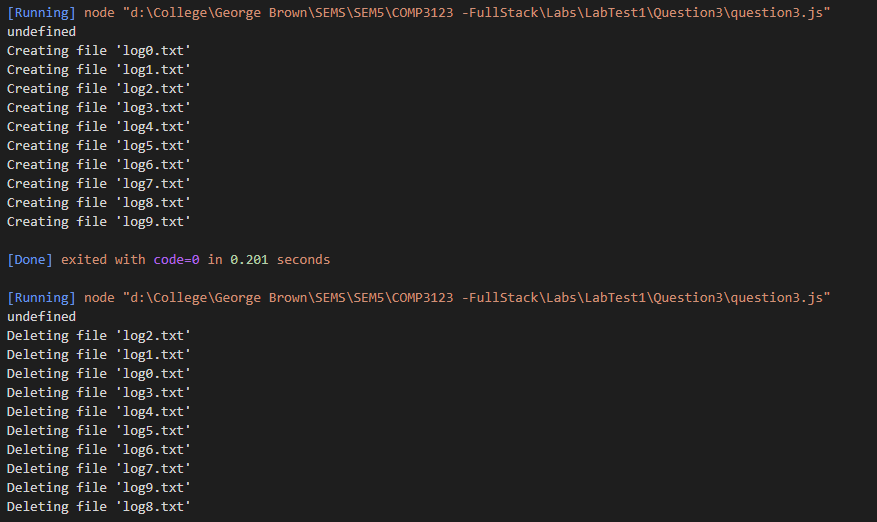 [Running] node "d:\College\George Brown\SEMS\SEM5\COMP3123 -FullStack\Labs\LabTest1\Question3\question3.js"
undefined
Creating file 'log0.txt'
Creating file 'log1.txt'
Creating file 'log2.txt'
Creating file 'log3.txt'
Creating file 'log4.txt'
Creating file 'log5.txt'
Creating file 'log6.txt'
Creating file 'log7.txt'
Creating file 'log8.txt'
Creating file 'log9.txt'
[Done] exited with code=0 in 0.201 seconds
[Running] node "d:\College\George Brown\SEMS\SEM5\COMP3123 -FullStack\Labs\LabTest1\Question3\question3.js"
undefined
Deleting file 'log2.txt'
Deleting file 'log1.txt'
Deleting file 'log0.txt'
Deleting file 'log3.txt'
Deleting file 'log4.txt'
Deleting file 'log5.txt'
Deleting file 'log6.txt'
Deleting file 'log7.txt'
Deleting file 'log9.txt'
Deleting file 'log8.txt'